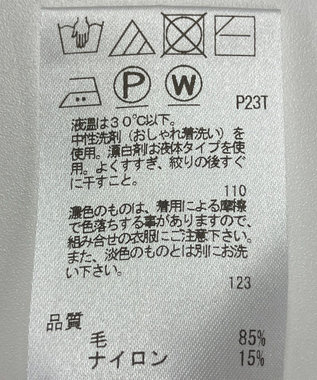 P W P23T
液温は30℃以下。
中性洗剤（おしゃれ着洗い）を
使用。漂白剤は液体タイプを使
用。よくすすぎ、絞りの後すぐ
に干すこと。
110
濃色のものは、着用による摩擦
で色落ちする事がありますので、
組み合せの衣服にご注意下さい。
また、淡色のものとは別にお洗
い下さい。
123
品質
毛 85%
ナイロン 15%